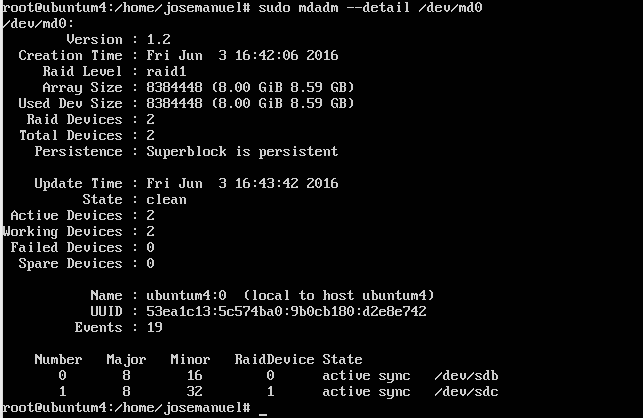 root@ubuntum4:/home/josemanuel# sudo mdadm --detail /dev/md0
/dev/md0:
Version : 1.2
Creation Time : Fri Jun  3 16:42:06 2016
Raid Level : raid1
Array Size : 8384448 (8.00 GiB 8.59 GB)
Used Dev Size : 8384448 (8.00 GiB 8.59 GB)
Raid Devices : 2
Total Devices : 2
Persistence : Superblock is persistent
Update Time : Fri Jun  3 16:43:42 2016
State : clean
Active Devices : 2
Working Devices : 2
Failed Devices : 0
Spare Devices : 0
Name : ubuntum4:0  (local to host ubuntum4)
UUID : 53ea1c13:5c574ba0:9b0cb180:d2e8e742
Events : 19
Number   Major   Minor   RaidDevice State
0       8       16        0      active sync   /dev/sdb
1       8       32        1      active sync   /dev/sdc
root@ubuntum4:/home/josemanuel# _